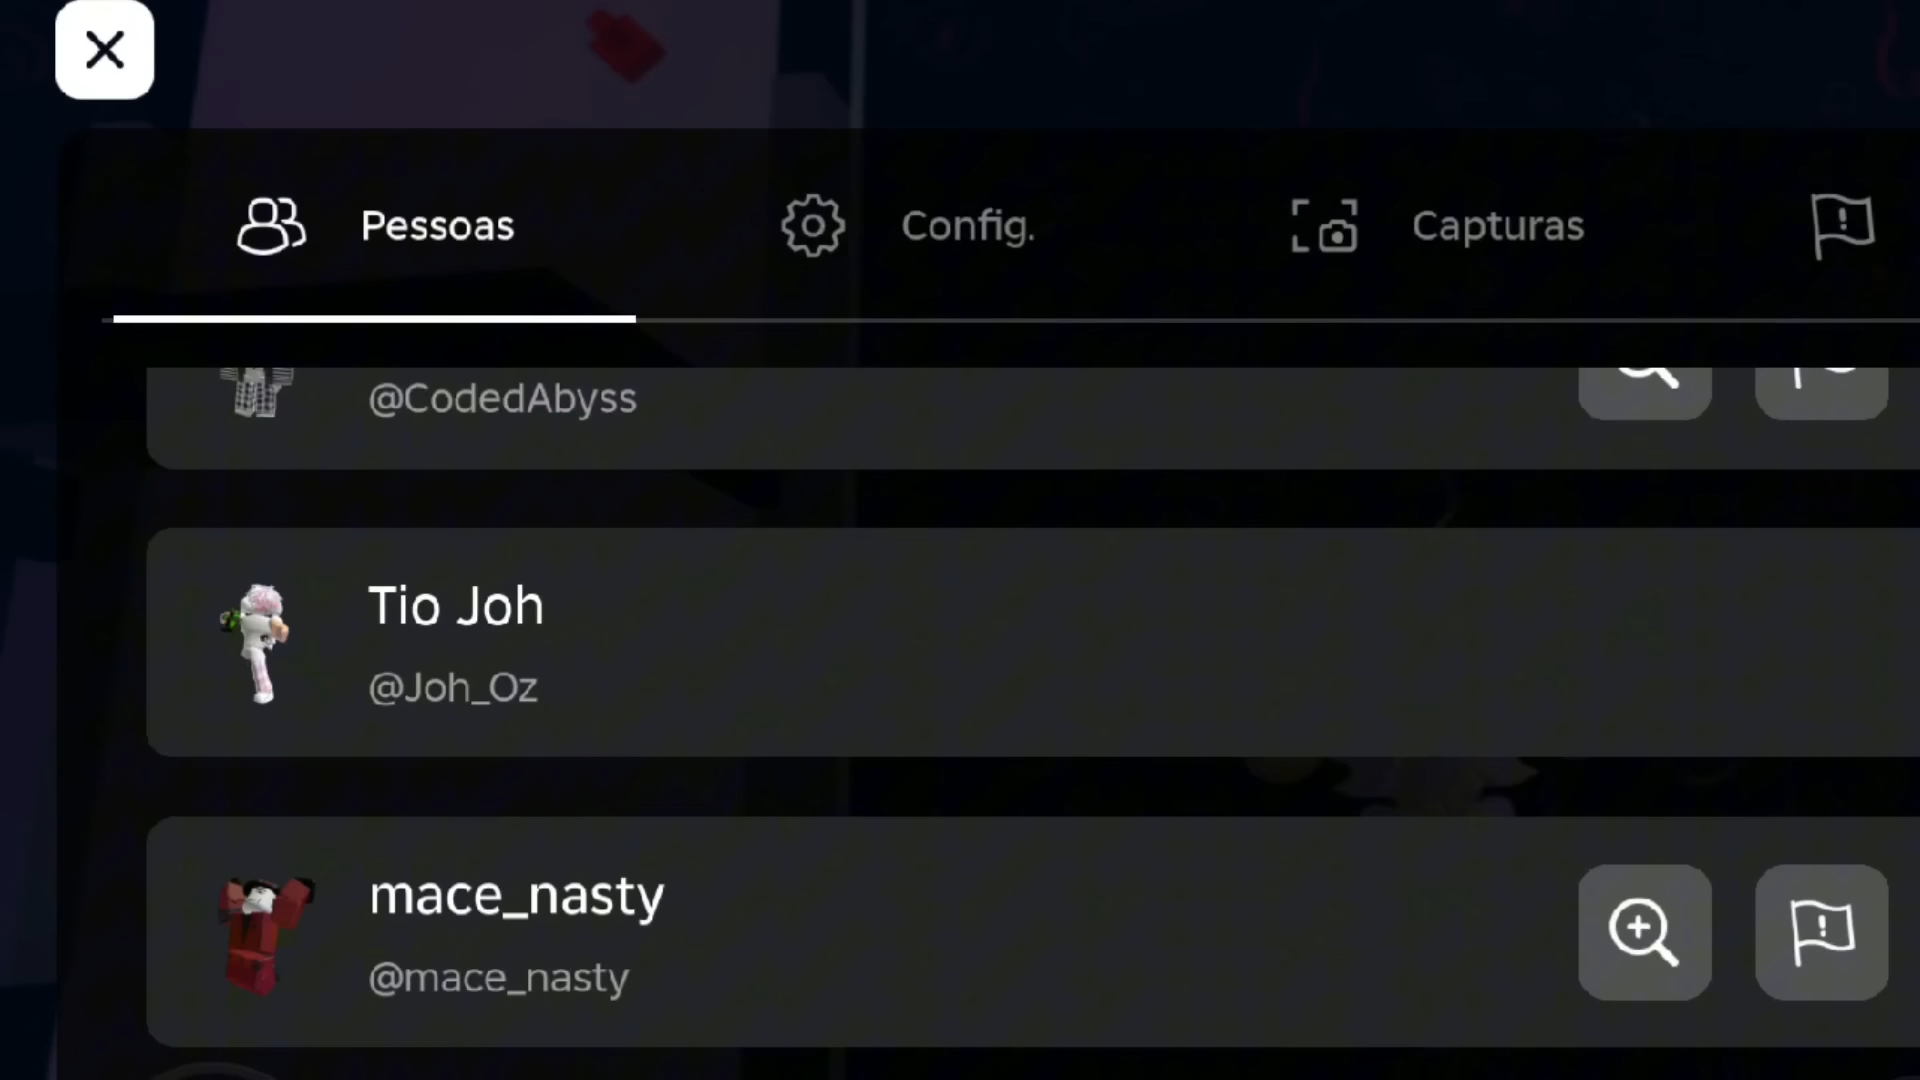 Pessoas
Config.
Capturas
@CodedAbyss
Tio Joh
@Joh_Oz
mace_nasty
@mace_nasty